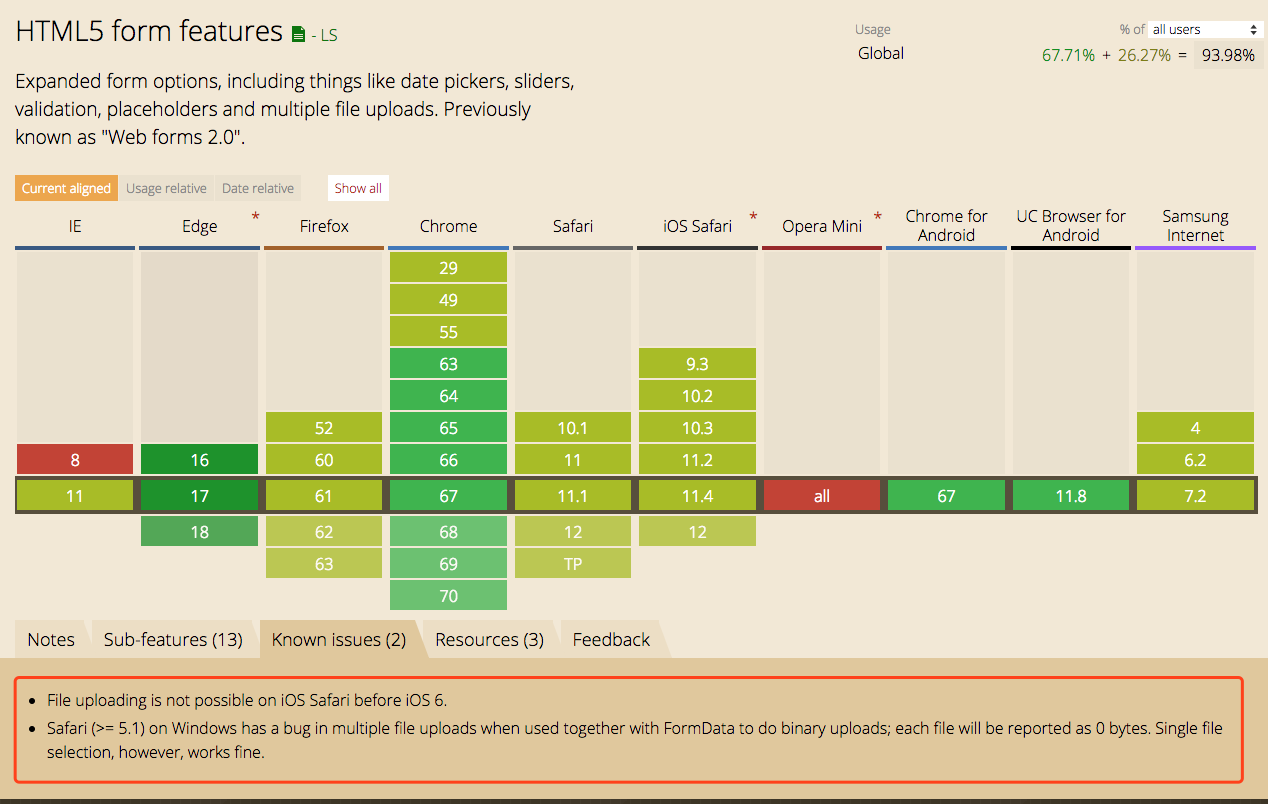 HTML5 form features - LS
Usage % of all users
Global 67.71% + 26.27% = 93.98%
Expanded form options, including things like date pickers, sliders,
validation, placeholders and multiple file uploads. Previously
known as "Web forms 2.0".
Current aligned Usage relative Date relative Show all
IE Edge * Firefox Chrome Safari iOS Safari * Opera Mini * Chrome for Android UC Browser for Android Samsung Internet
29
49
55
63 9.3
64 10.2
52 65 10.1 10.3 4
8 16 60 66 11 11.2 6.2
11 17 61 67 11.1 11.4 all 67 11.8 7.2
18 62 68 12 12
63 69 TP
70
Notes Sub-features (13) Known issues (2) Resources (3) Feedback
• File uploading is not possible on iOS Safari before iOS 6.
• Safari (>= 5.1) on Windows has a bug in multiple file uploads when used together with FormData to do binary uploads; each file will be reported as 0 bytes. Single file
selection, however, works fine.